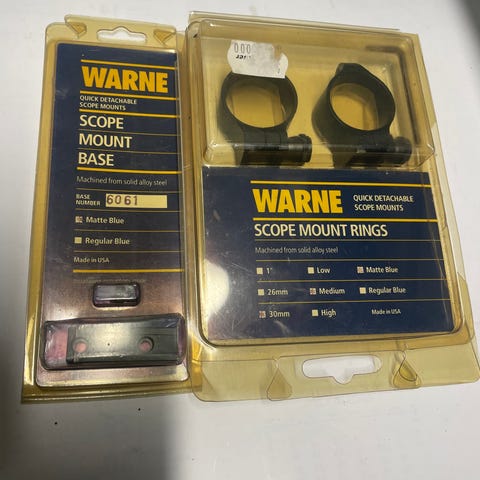 WARNE
QUICK DETACHABLE
SCOPE MOUNTS
SCOPE
MOUNT
BASE
Machined from solid alloy steel
BASE
NUMBER 6061
Matte Blue
Regular Blue
Made in USA
000
WARNE
QUICK DETACHABLE
SCOPE MOUNTS
SCOPE MOUNT RINGS
Machined from solid alloy steel
1" Low Matte Blue
26mm Medium Regular Blue
30mm High Made in USA